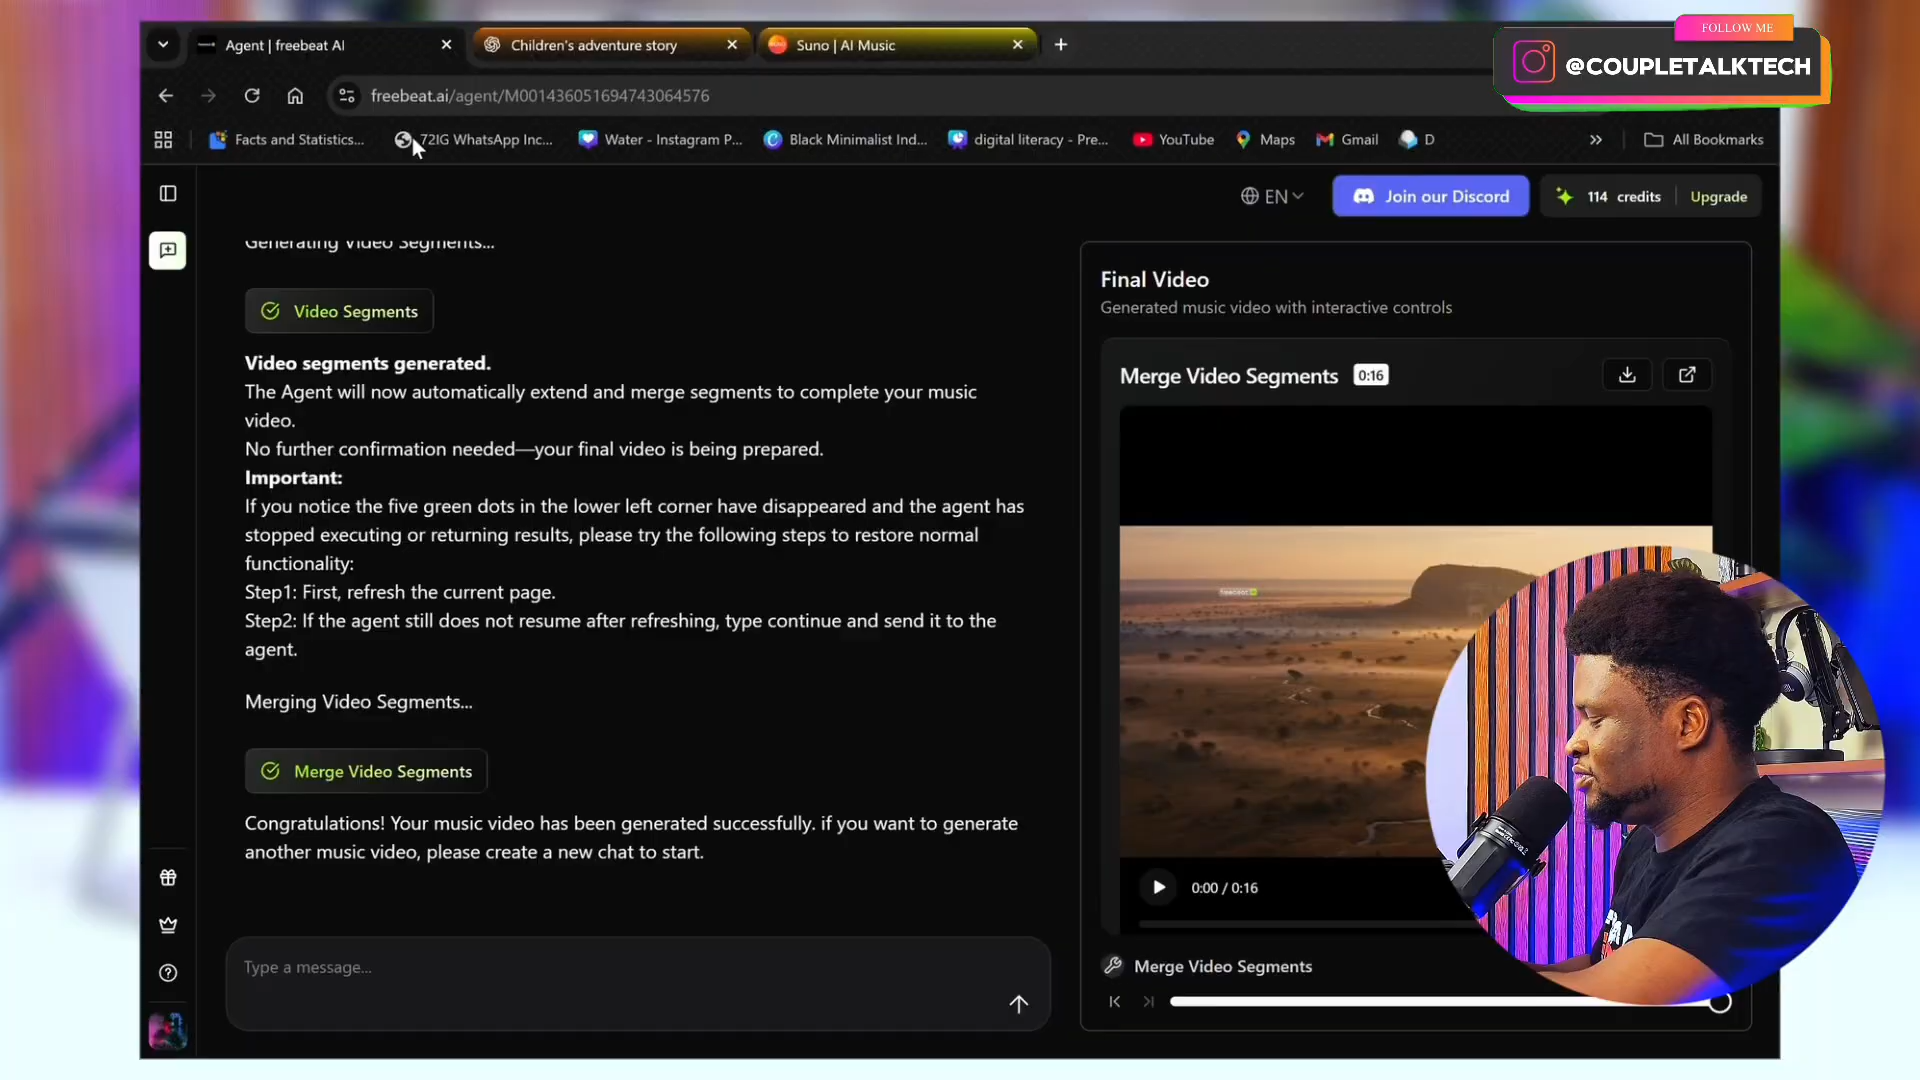 FOLLOW ME
@COUPLETALKTECH
Agent | freebeat AI
Children's adventure story
Suno | AI Music
freebeat.ai/agent/M001436051694743064576
Facts and Statistics...
72IG WhatsApp Inc...
Water - Instagram P...
Black Minimalist Ind...
digital literacy - Pre...
YouTube
Maps
Gmail
D
All Bookmarks
EN
Join our Discord
114 credits
Upgrade
Generating Video Segments...
Video Segments
Video segments generated.
The Agent will now automatically extend and merge segments to complete your music
video.
No further confirmation needed—your final video is being prepared.
Important:
If you notice the five green dots in the lower left corner have disappeared and the agent has
stopped executing or returning results, please try the following steps to restore normal
functionality:
Step1: First, refresh the current page.
Step2: If the agent still does not resume after refreshing, type continue and send it to the
agent.
Merging Video Segments...
Merge Video Segments
Congratulations! Your music video has been generated successfully. if you want to generate
another music video, please create a new chat to start.
Type a message...
Final Video
Generated music video with interactive controls
Merge Video Segments
0:16
freebeat
0:00 / 0:16
Merge Video Segments